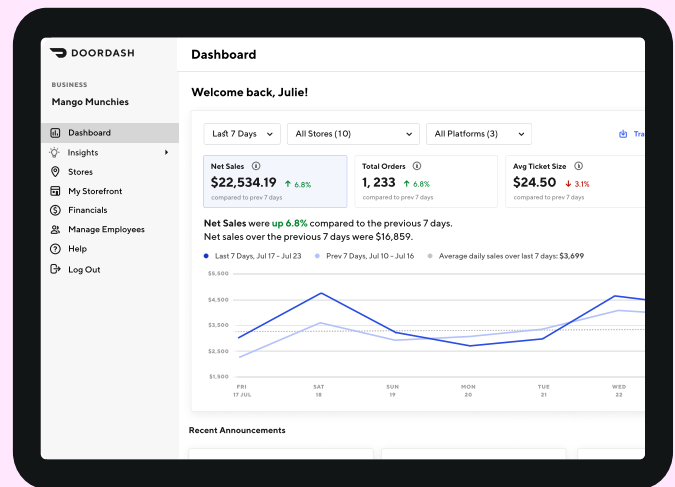 DOORDASH
BUSINESS
Mango Munchies
Dashboard
Insights
Stores
My Storefront
Financials
Manage Employees
Help
Log Out
Dashboard
Welcome back, Julie!
Last 7 Days
All Stores (10)
All Platforms (3)
Tra
Net Sales
$22,534.19 6.8%
compared to prev 7 days
Total Orders
1, 233 6.8%
compared to prev 7 days
Avg Ticket Size
$24.50 3.1%
compared to prev 7 days
Net Sales were up 6.8% compared to the previous 7 days.
Net sales over the previous 7 days were $16,859.
Last 7 Days, Jul 17 - Jul 23 Prev 7 Days, Jul 10 - Jul 16 Average daily sales over last 7 days: $3,699
$5,500
$4,500
$3,500
$2,500
$1,500
FRI SAT SUN MON TUE WED
17 JUL 18 19 20 21 22
Recent Announcements